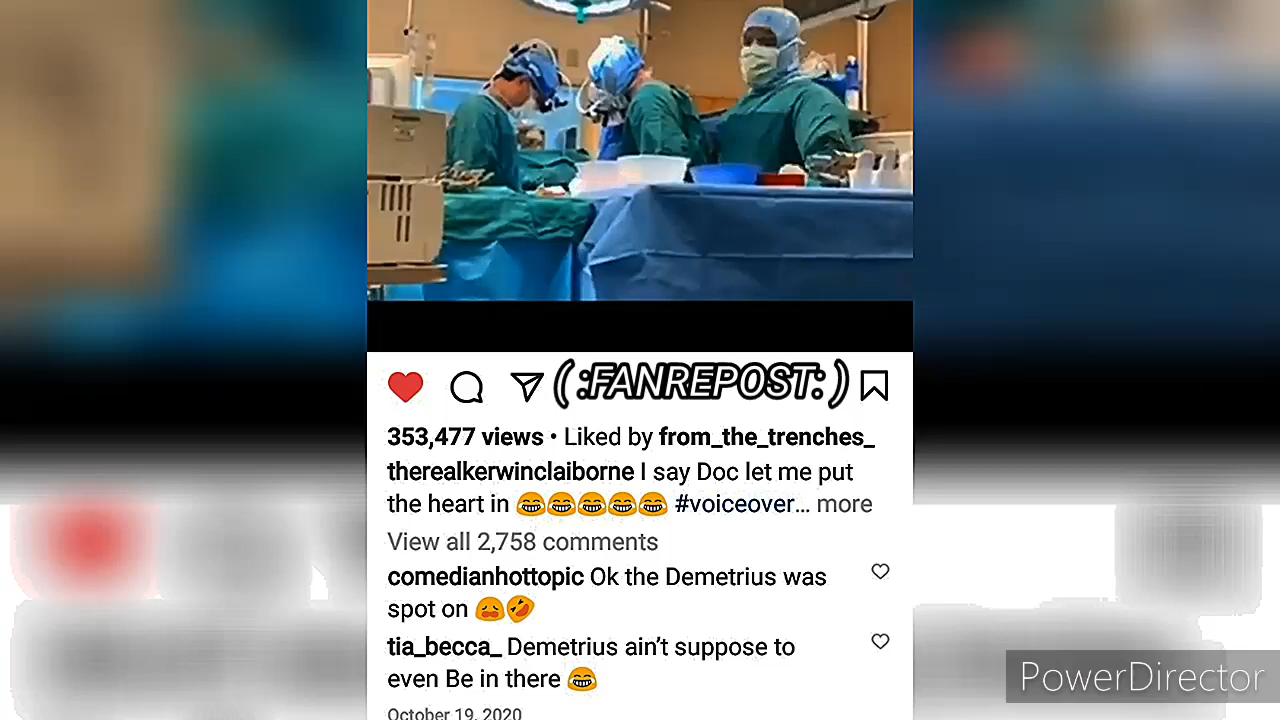 (:FANREPOST:)
353,477 views • Liked by from_the_trenches_
therealkerwinclaiborne I say Doc let me put
the heart in 😂😂😂😂😂 #voiceover... more
View all 2,758 comments
comedianhottopic Ok the Demetrius was
spot on 😩🤣
tia_becca_ Demetrius ain't suppose to
even Be in there 😂
October 19, 2020
PowerDirector